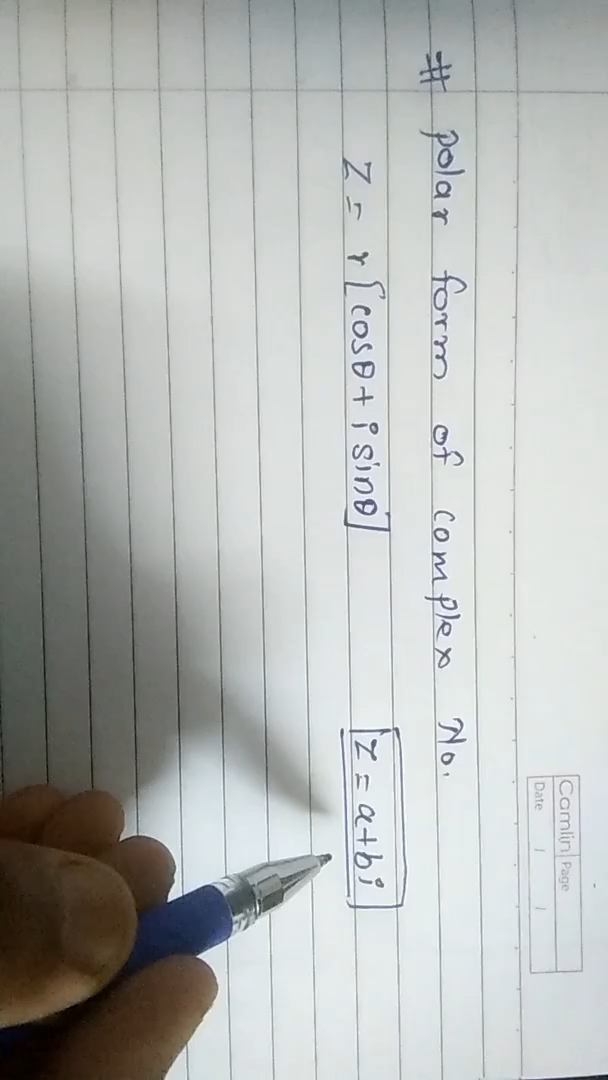 Camlin Page
Date / /
# polar form of complex No.
z = r[cosθ + i sinθ] z = a+bi